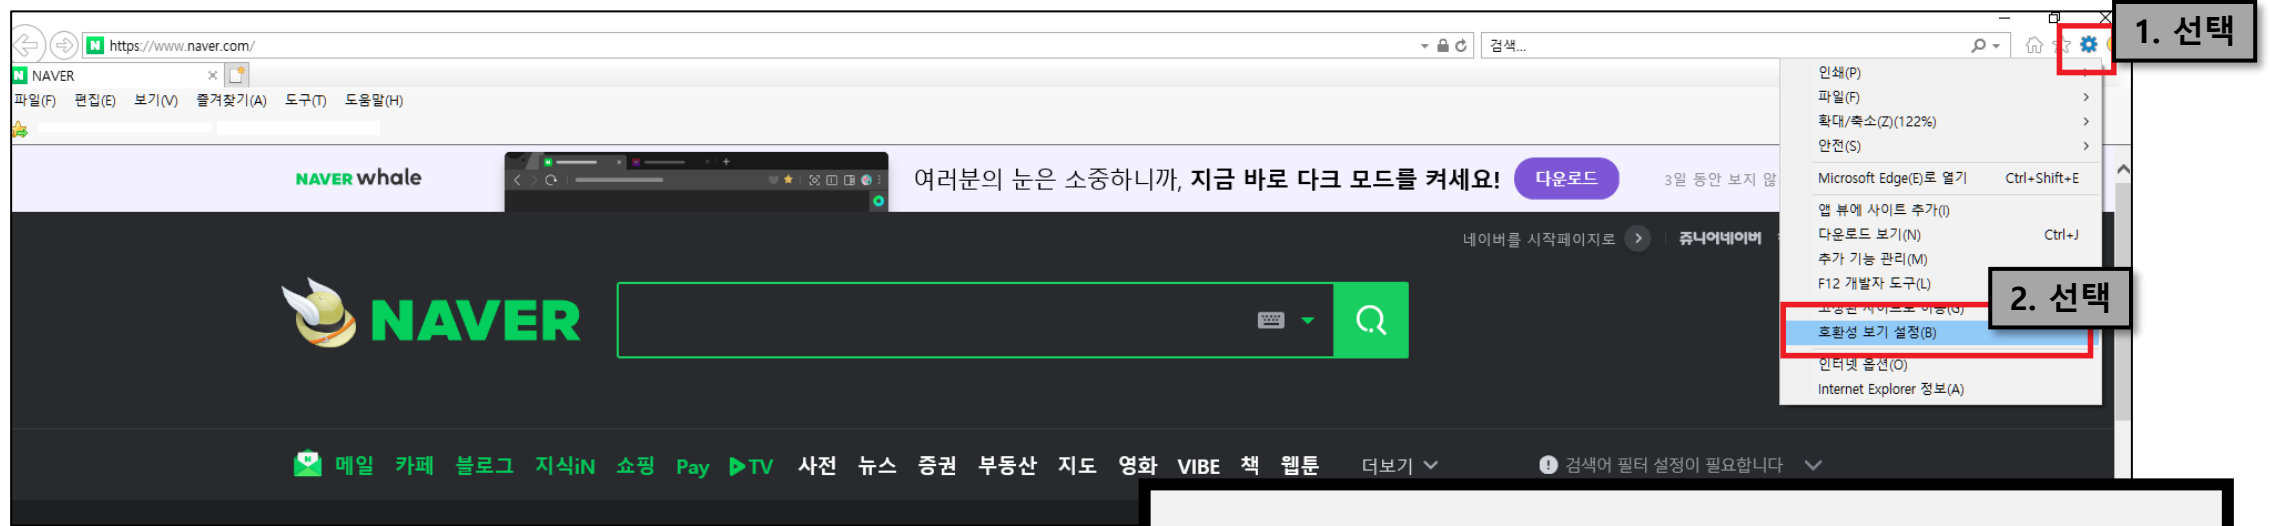 1. 선택
https://www.naver.com/
검색...
NAVER
파일(F) 편집(E) 보기(V) 즐겨찾기(A) 도구(T) 도움말(H)
인쇄(P)
파일(F)
확대/축소(Z)(122%)
안전(S)
Microsoft Edge(E)로 열기 Ctrl+Shift+E
앱 뷰에 사이트 추가(I)
다운로드 보기(N) Ctrl+J
추가 기능 관리(M)
F12 개발자 도구(L)
고정된 사이트로 이동(G)
2. 선택
호환성 보기 설정(B)
인터넷 옵션(O)
Internet Explorer 정보(A)
NAVER whale
여러분의 눈은 소중하니까, 지금 바로 다크 모드를 켜세요! 다운로드 3일 동안 보지 않
네이버를 시작페이지로 쥬니어네이버
NAVER
메일 카페 블로그 지식iN 쇼핑 Pay TV 사전 뉴스 증권 부동산 지도 영화 VIBE 책 웹툰 더보기 검색어 필터 설정이 필요합니다